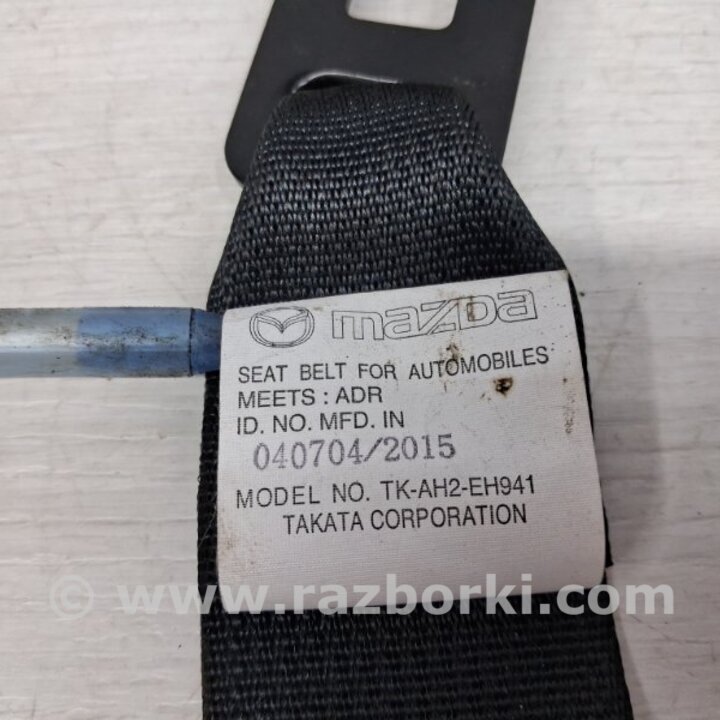 mazda
SEAT BELT FOR AUTOMOBILES
MEETS : ADR
ID. NO. MFD. IN
040704/2015
MODEL NO. TK-AH2-EH941
TAKATA CORPORATION
© www.razborki.com